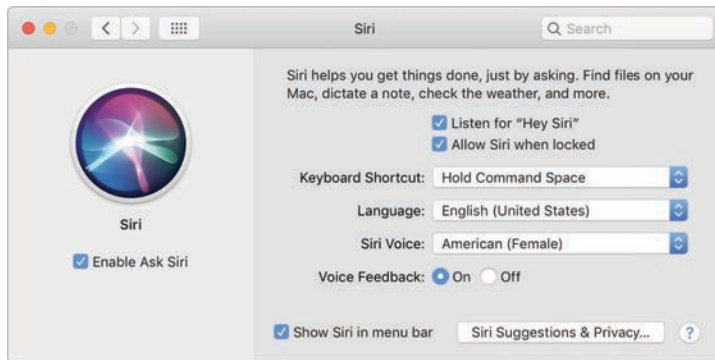 Siri
Search
Siri
Enable Ask Siri
Siri helps you get things done, just by asking. Find files on your
Mac, dictate a note, check the weather, and more.
Listen for “Hey Siri”
Allow Siri when locked
Keyboard Shortcut: Hold Command Space
Language: English (United States)
Siri Voice: American (Female)
Voice Feedback: On Off
Show Siri in menu bar Siri Suggestions & Privacy... ?